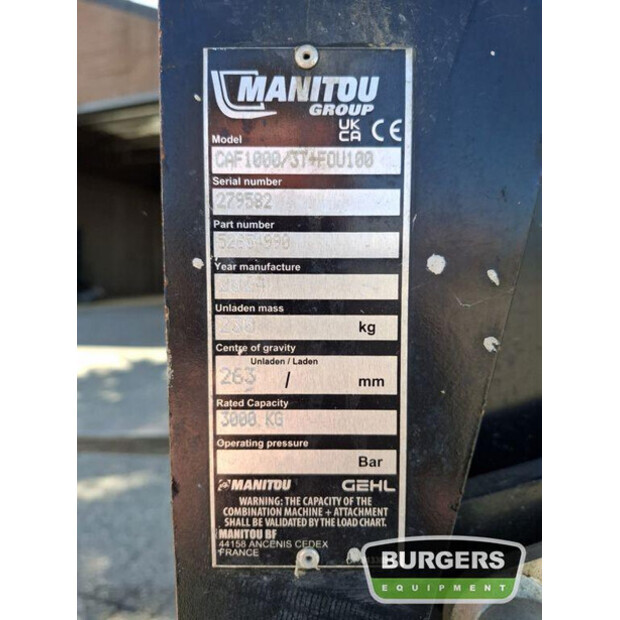 MANITOU
GROUP
UK
CA CE
Model
CAF1000/3T+FOU100
Serial number
279582
Part number
Year manufacture
Unladen mass
kg
Centre of gravity
Unladen / Laden
263 / mm
Rated Capacity
3000 KG
Operating pressure
Bar
MANITOU GEHL
WARNING: THE CAPACITY OF THE
COMBINATION MACHINE + ATTACHMENT
SHALL BE VALIDATED BY THE LOAD CHART.
MANITOU BF
44158 ANCENIS CEDEX
FRANCE
BURGERS
EQUIPMENT